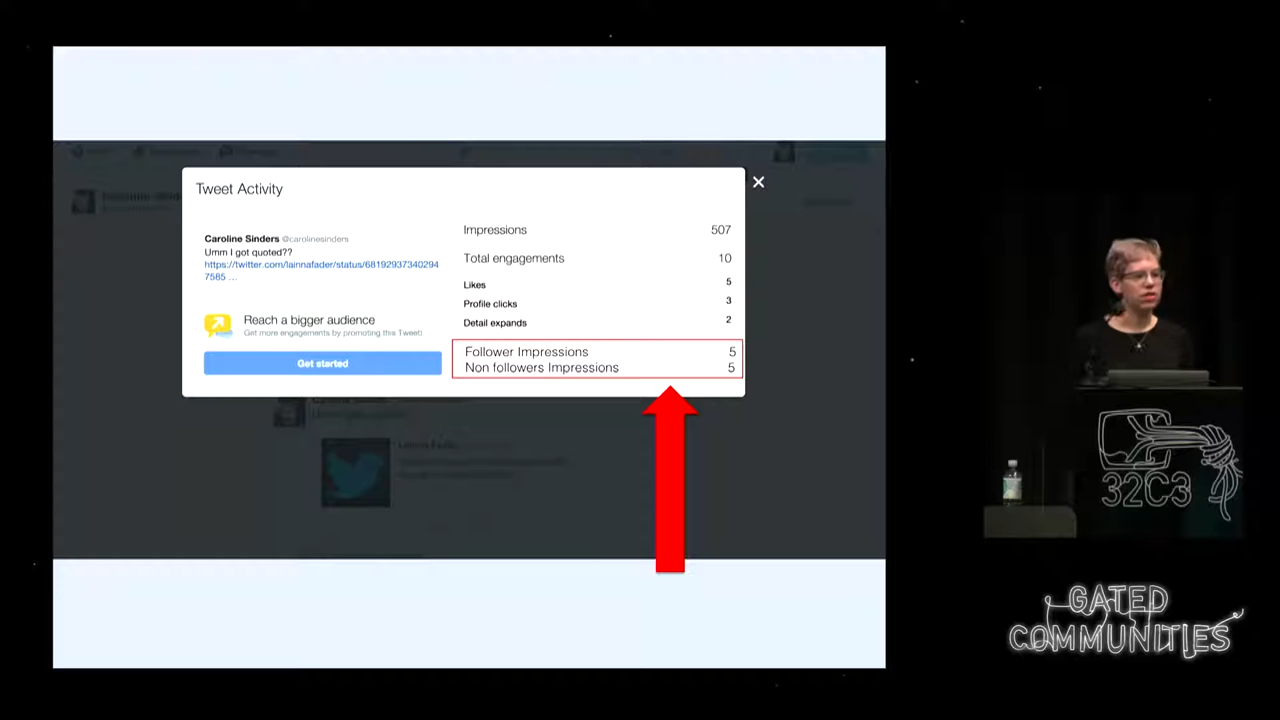 Tweet Activity
Caroline Sinders @carolinesinders
Umm I got quoted??
https://twitter.com/lainnafader/status/68192937340294
7585 …
Reach a bigger audience
Get more engagements by promoting this Tweet!
Get started
Impressions 507
Total engagements 10
Likes 5
Profile clicks 3
Detail expands 2
Follower Impressions 5
Non followers Impressions 5
32C3
GATED
COMMUNITIES